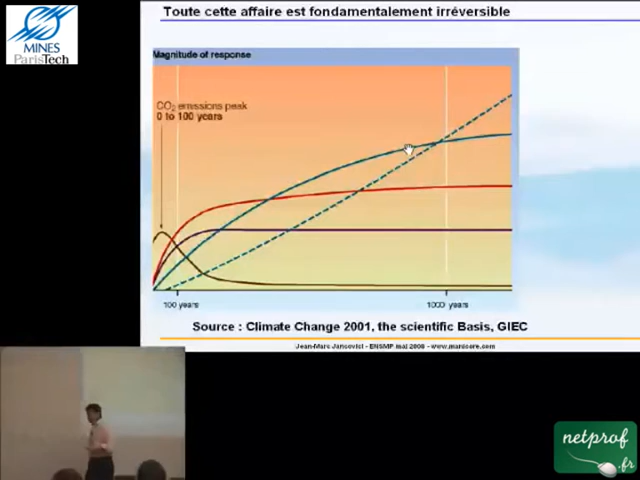 Toute cette affaire est fondamentalement irréversible
MINES
ParisTech
Magnitude of response
CO2 emissions peak
0 to 100 years
100 years
1000 years
Source : Climate Change 2001, the scientific Basis, GIEC
Jean-Marc Jancovici - ENSMP mai 2008 - www.manicore.com
netprof
.fr